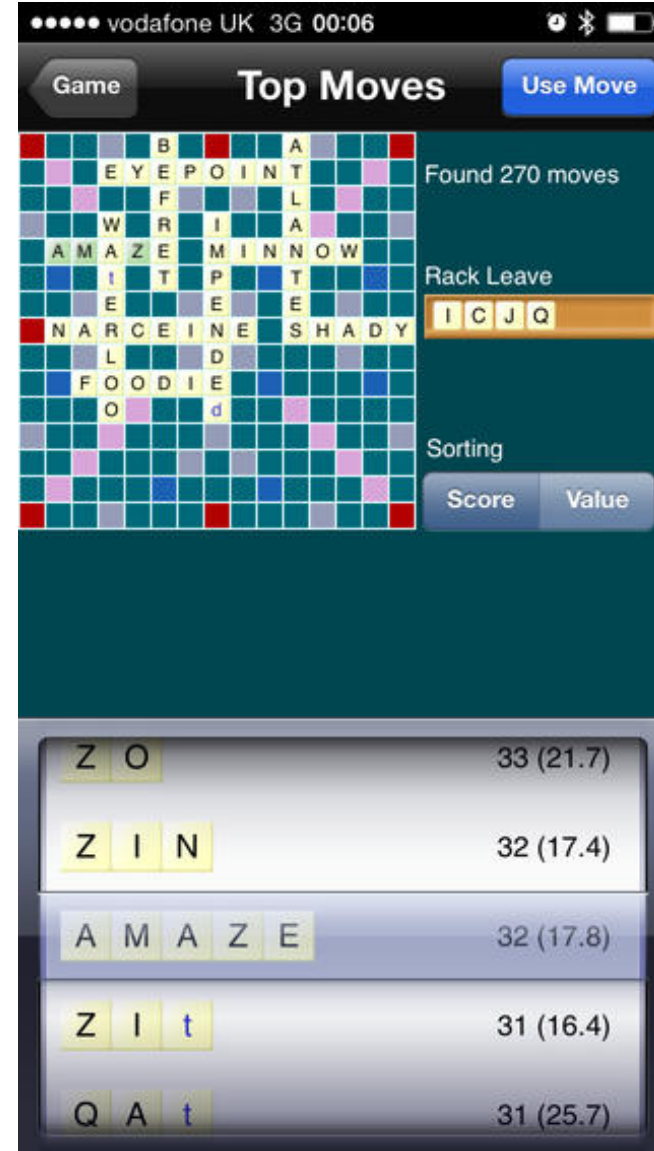 vodafone UK 3G 00:06
Game
Top Moves
Use Move
B A
E Y E P O I N T
F L
W R I A
A M A Z E M I N N O W
t T P T
E E E
N A R C E I N E S H A D Y
L D
F O O D I E
O d
Found 270 moves
Rack Leave
I C J Q
Sorting
Score Value
Z O 33 (21.7)
Z I N 32 (17.4)
A M A Z E 32 (17.8)
Z I t 31 (16.4)
Q A t 31 (25.7)